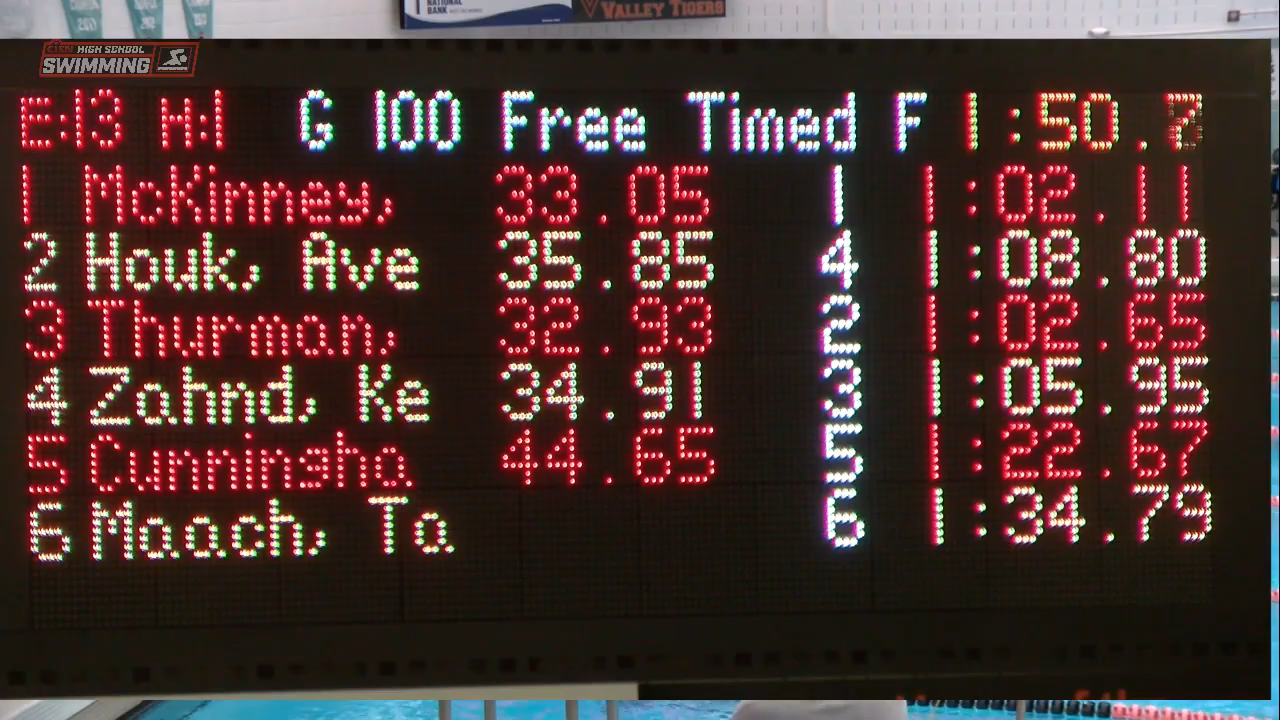 NATIONAL
BANK
VALLEY TIGERS
CISN HIGH SCHOOL
SWIMMING
E:13 H:1 G 100 Free Timed F 1:50.
1 McKinney, 33.05 1 1:02.11
2 Houk, Ave 35.85 4 1:08.80
3 Thurman, 32.93 2 1:02.65
4 Zahnd, Ke 34.91 3 1:05.95
5 Cunningha 44.65 5 1:22.67
6 Maach, Ta 6 1:34.79